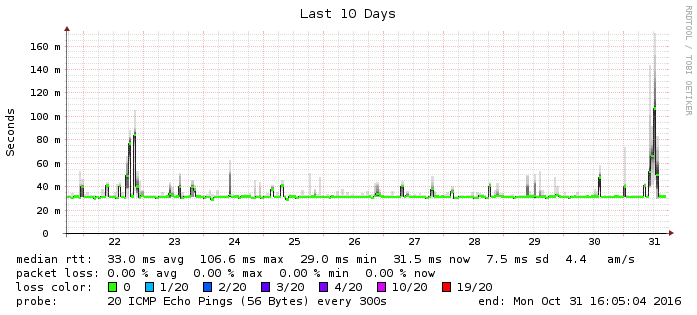 Last 10 Days
RRDTOOL / TOBI OETIKER
Seconds
160 m
140 m
120 m
100 m
80 m
60 m
40 m
20 m
0
22 23 24 25 26 27 28 29 30 31
median rtt: 33.0 ms avg 106.6 ms max 29.0 ms min 31.5 ms now 7.5 ms sd 4.4 am/s
packet loss: 0.00 % avg 0.00 % max 0.00 % min 0.00 % now
loss color: 0 1/20 2/20 3/20 4/20 10/20 19/20
probe: 20 ICMP Echo Pings (56 Bytes) every 300s end: Mon Oct 31 16:05:04 2016